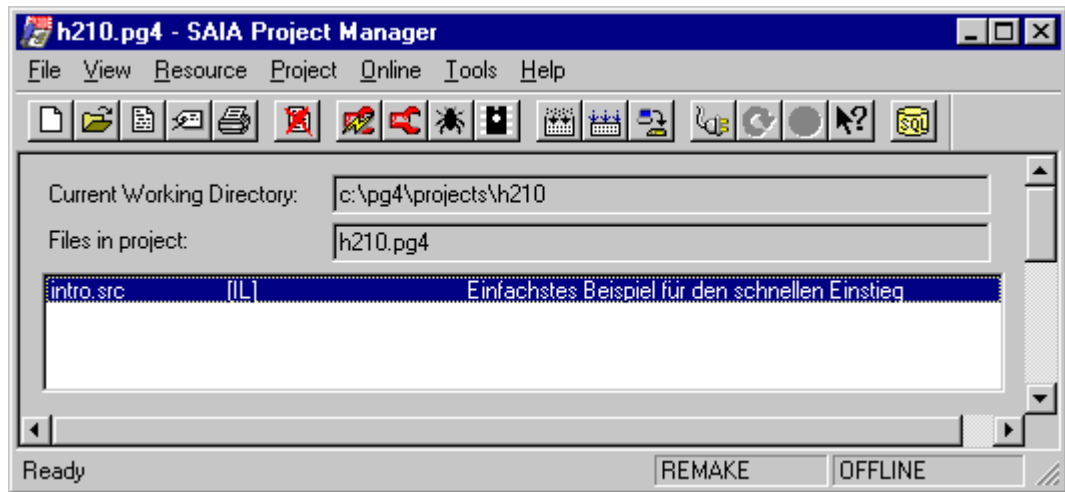 h210.pg4 - SAIA Project Manager
File View Resource Project Online Tools Help
SQL
Current Working Directory: c:\pg4\projects\h210
Files in project: h210.pg4
intro.src [IL] Einfachstes Beispiel für den schnellen Einstieg
Ready REMAKE OFFLINE